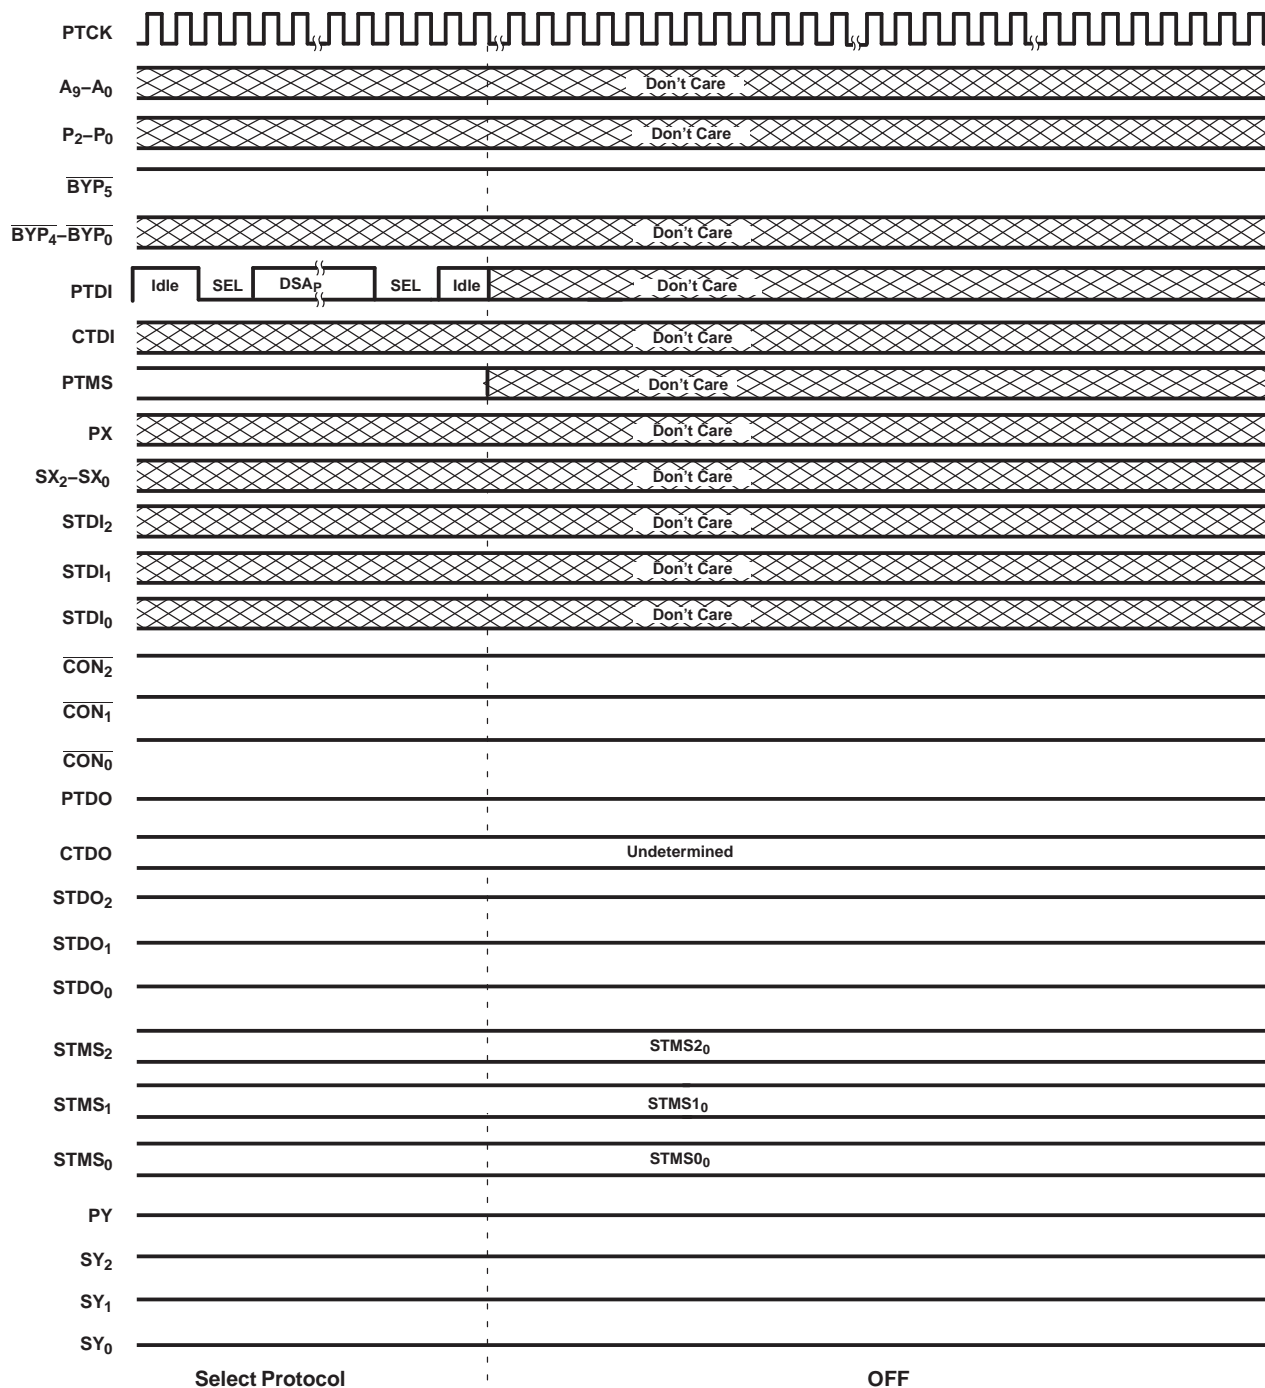 PTCK
A9–A0 Don't Care
P2–P0 Don't Care
BYP5
BYP4–BYP0 Don't Care
PTDI Idle SEL DSAP SEL Idle Don't Care
CTDI Don't Care
PTMS Don't Care
PX Don't Care
SX2–SX0 Don't Care
STDI2 Don't Care
STDI1 Don't Care
STDI0 Don't Care
CON2
CON1
CON0
PTDO
CTDO Undetermined
STDO2
STDO1
STDO0
STMS2 STMS20
STMS1 STMS10
STMS0 STMS00
PY
SY2
SY1
SY0
Select Protocol OFF